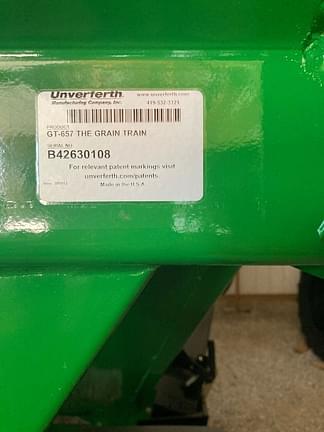 Unverferth
www.unverferth.com
Manufacturing Company, Inc.
419-532-3121
PRODUCT
GT-657 THE GRAIN TRAIN
SERIAL NO.
B42630108
For relevant patent markings visit
unverferth.com/patents.
Made in the U.S.A.